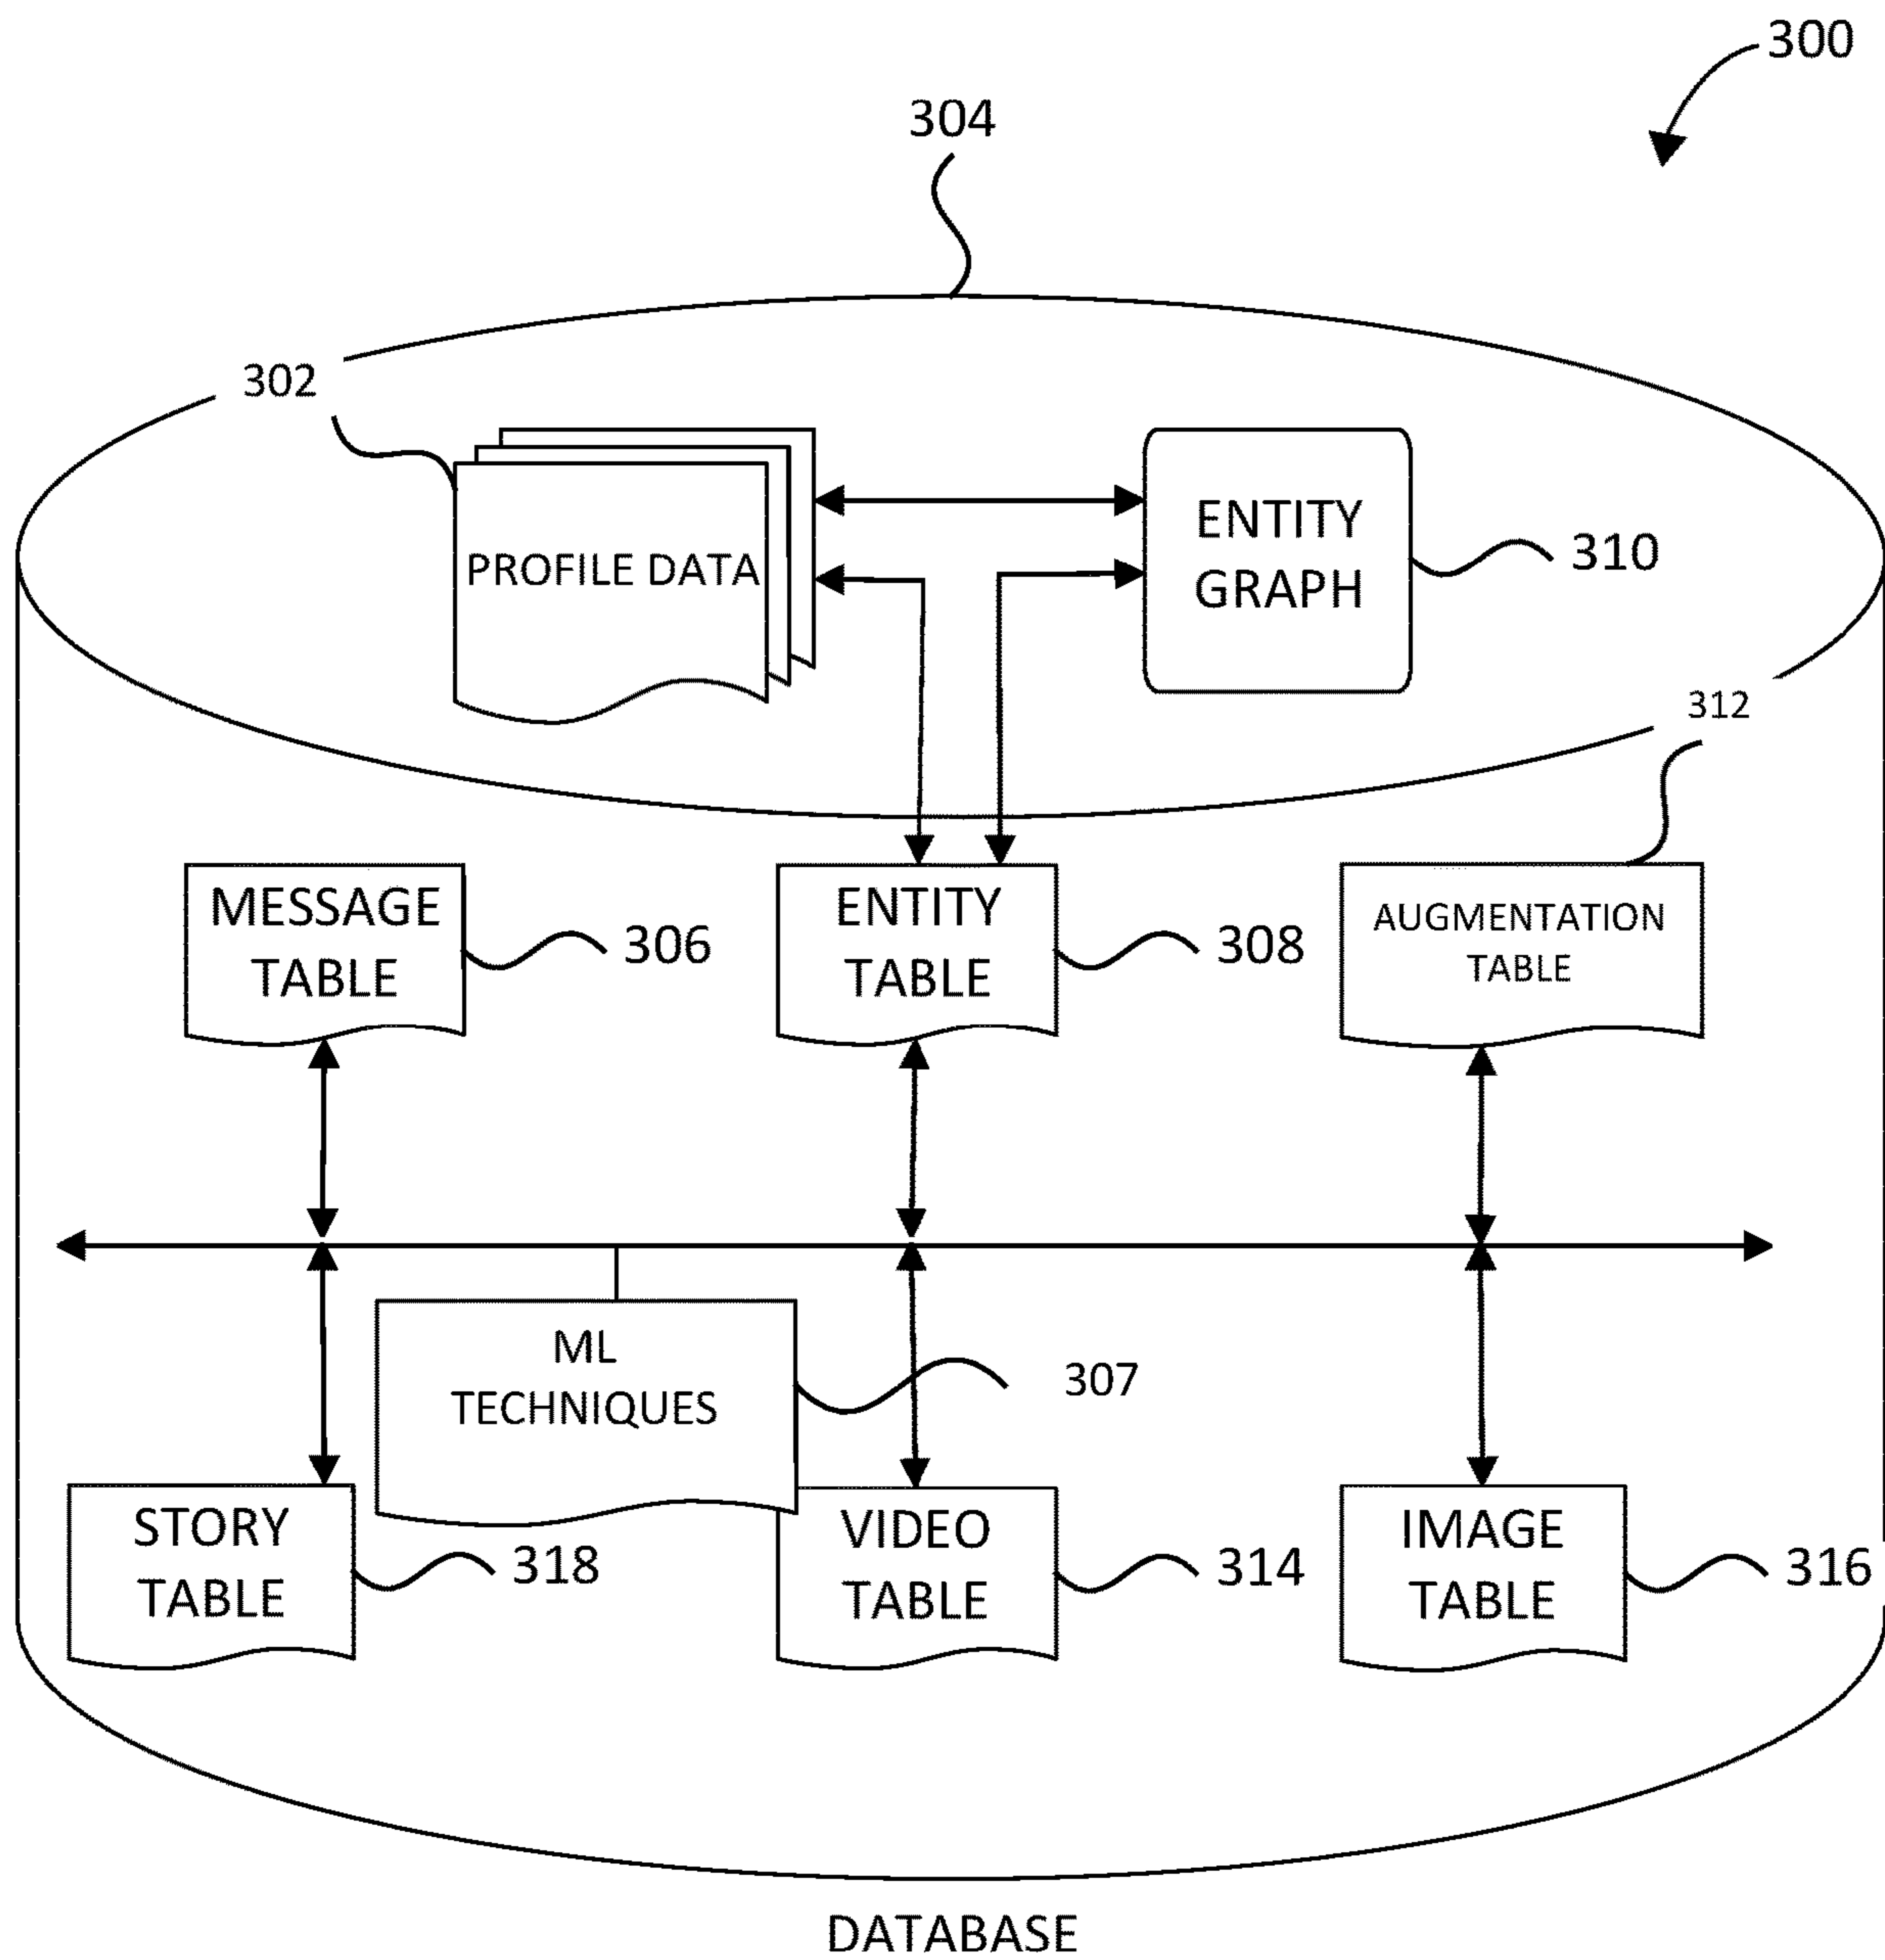 300
304
302
PROFILE DATA
ENTITY
GRAPH
310
312
MESSAGE
TABLE
306
ENTITY
TABLE
308
AUGMENTATION
TABLE
ML
TECHNIQUES
307
STORY
TABLE
318
VIDEO
TABLE
314
IMAGE
TABLE
316
DATABASE